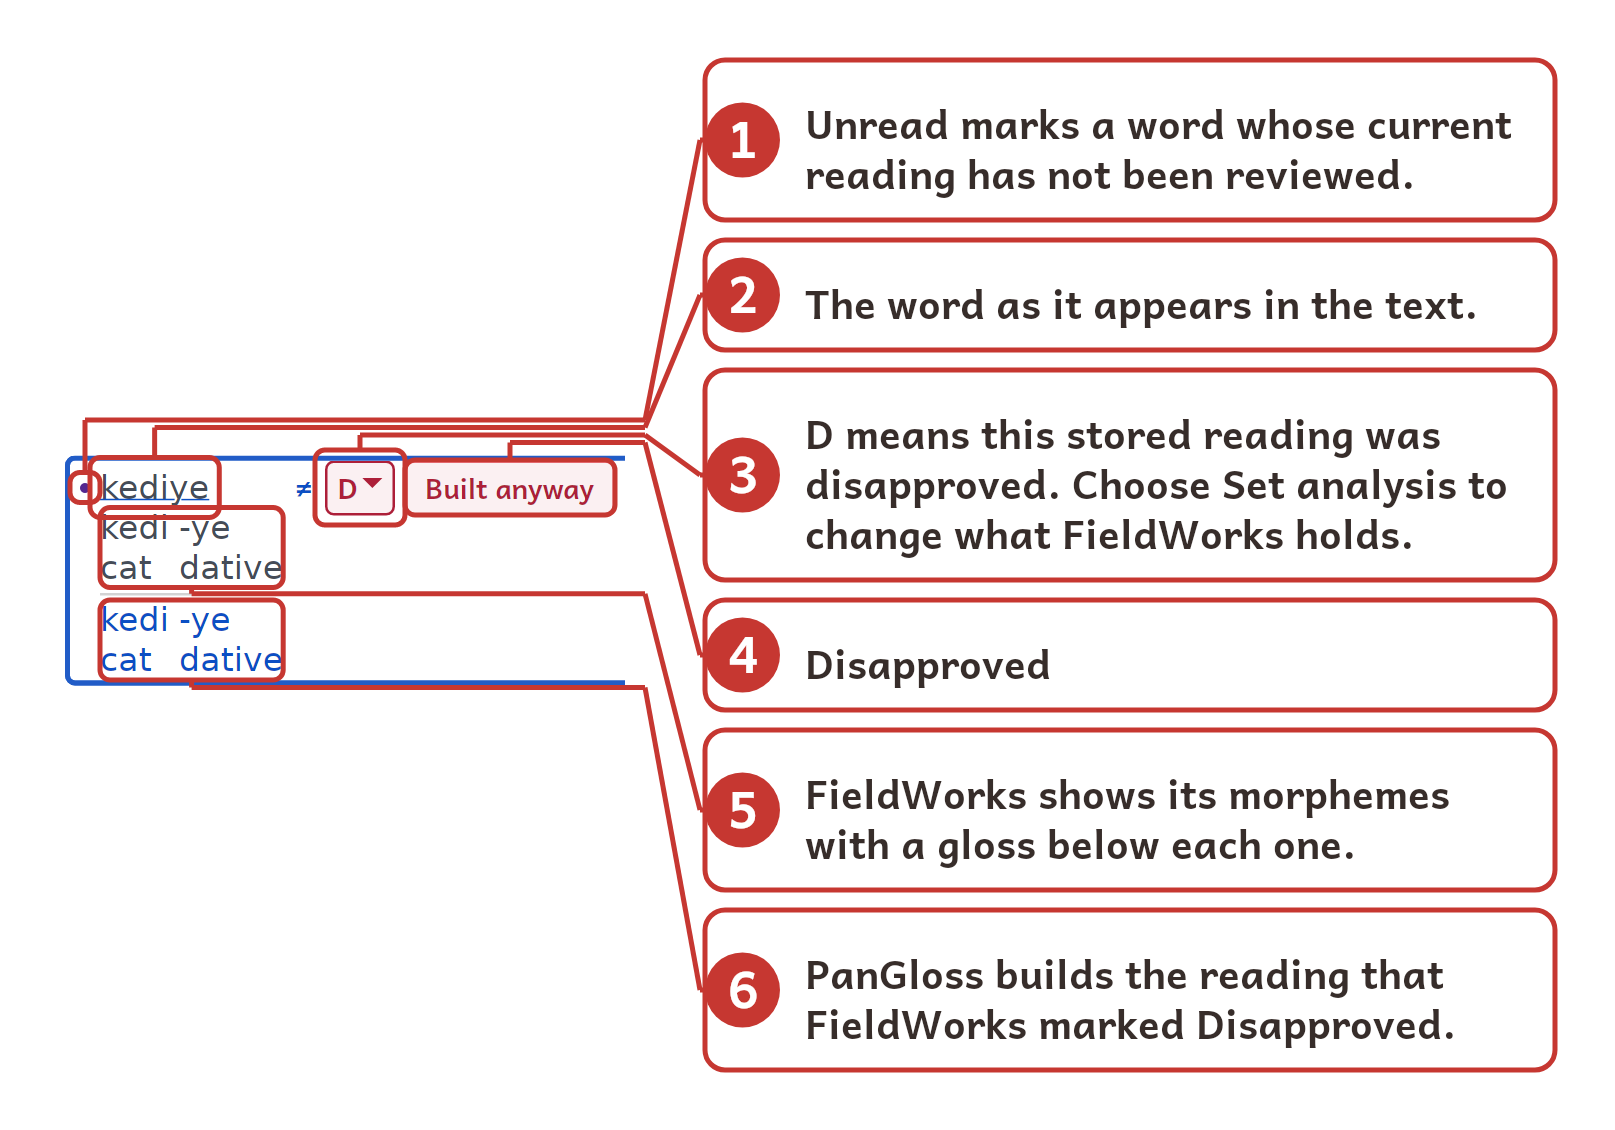 kediye ≠ D Built anyway
kedi -ye
cat dative
kedi -ye
cat dative
1 Unread marks a word whose current
reading has not been reviewed.
2 The word as it appears in the text.
3 D means this stored reading was
disapproved. Choose Set analysis to
change what FieldWorks holds.
4 Disapproved
5 FieldWorks shows its morphemes
with a gloss below each one.
6 PanGloss builds the reading that
FieldWorks marked Disapproved.